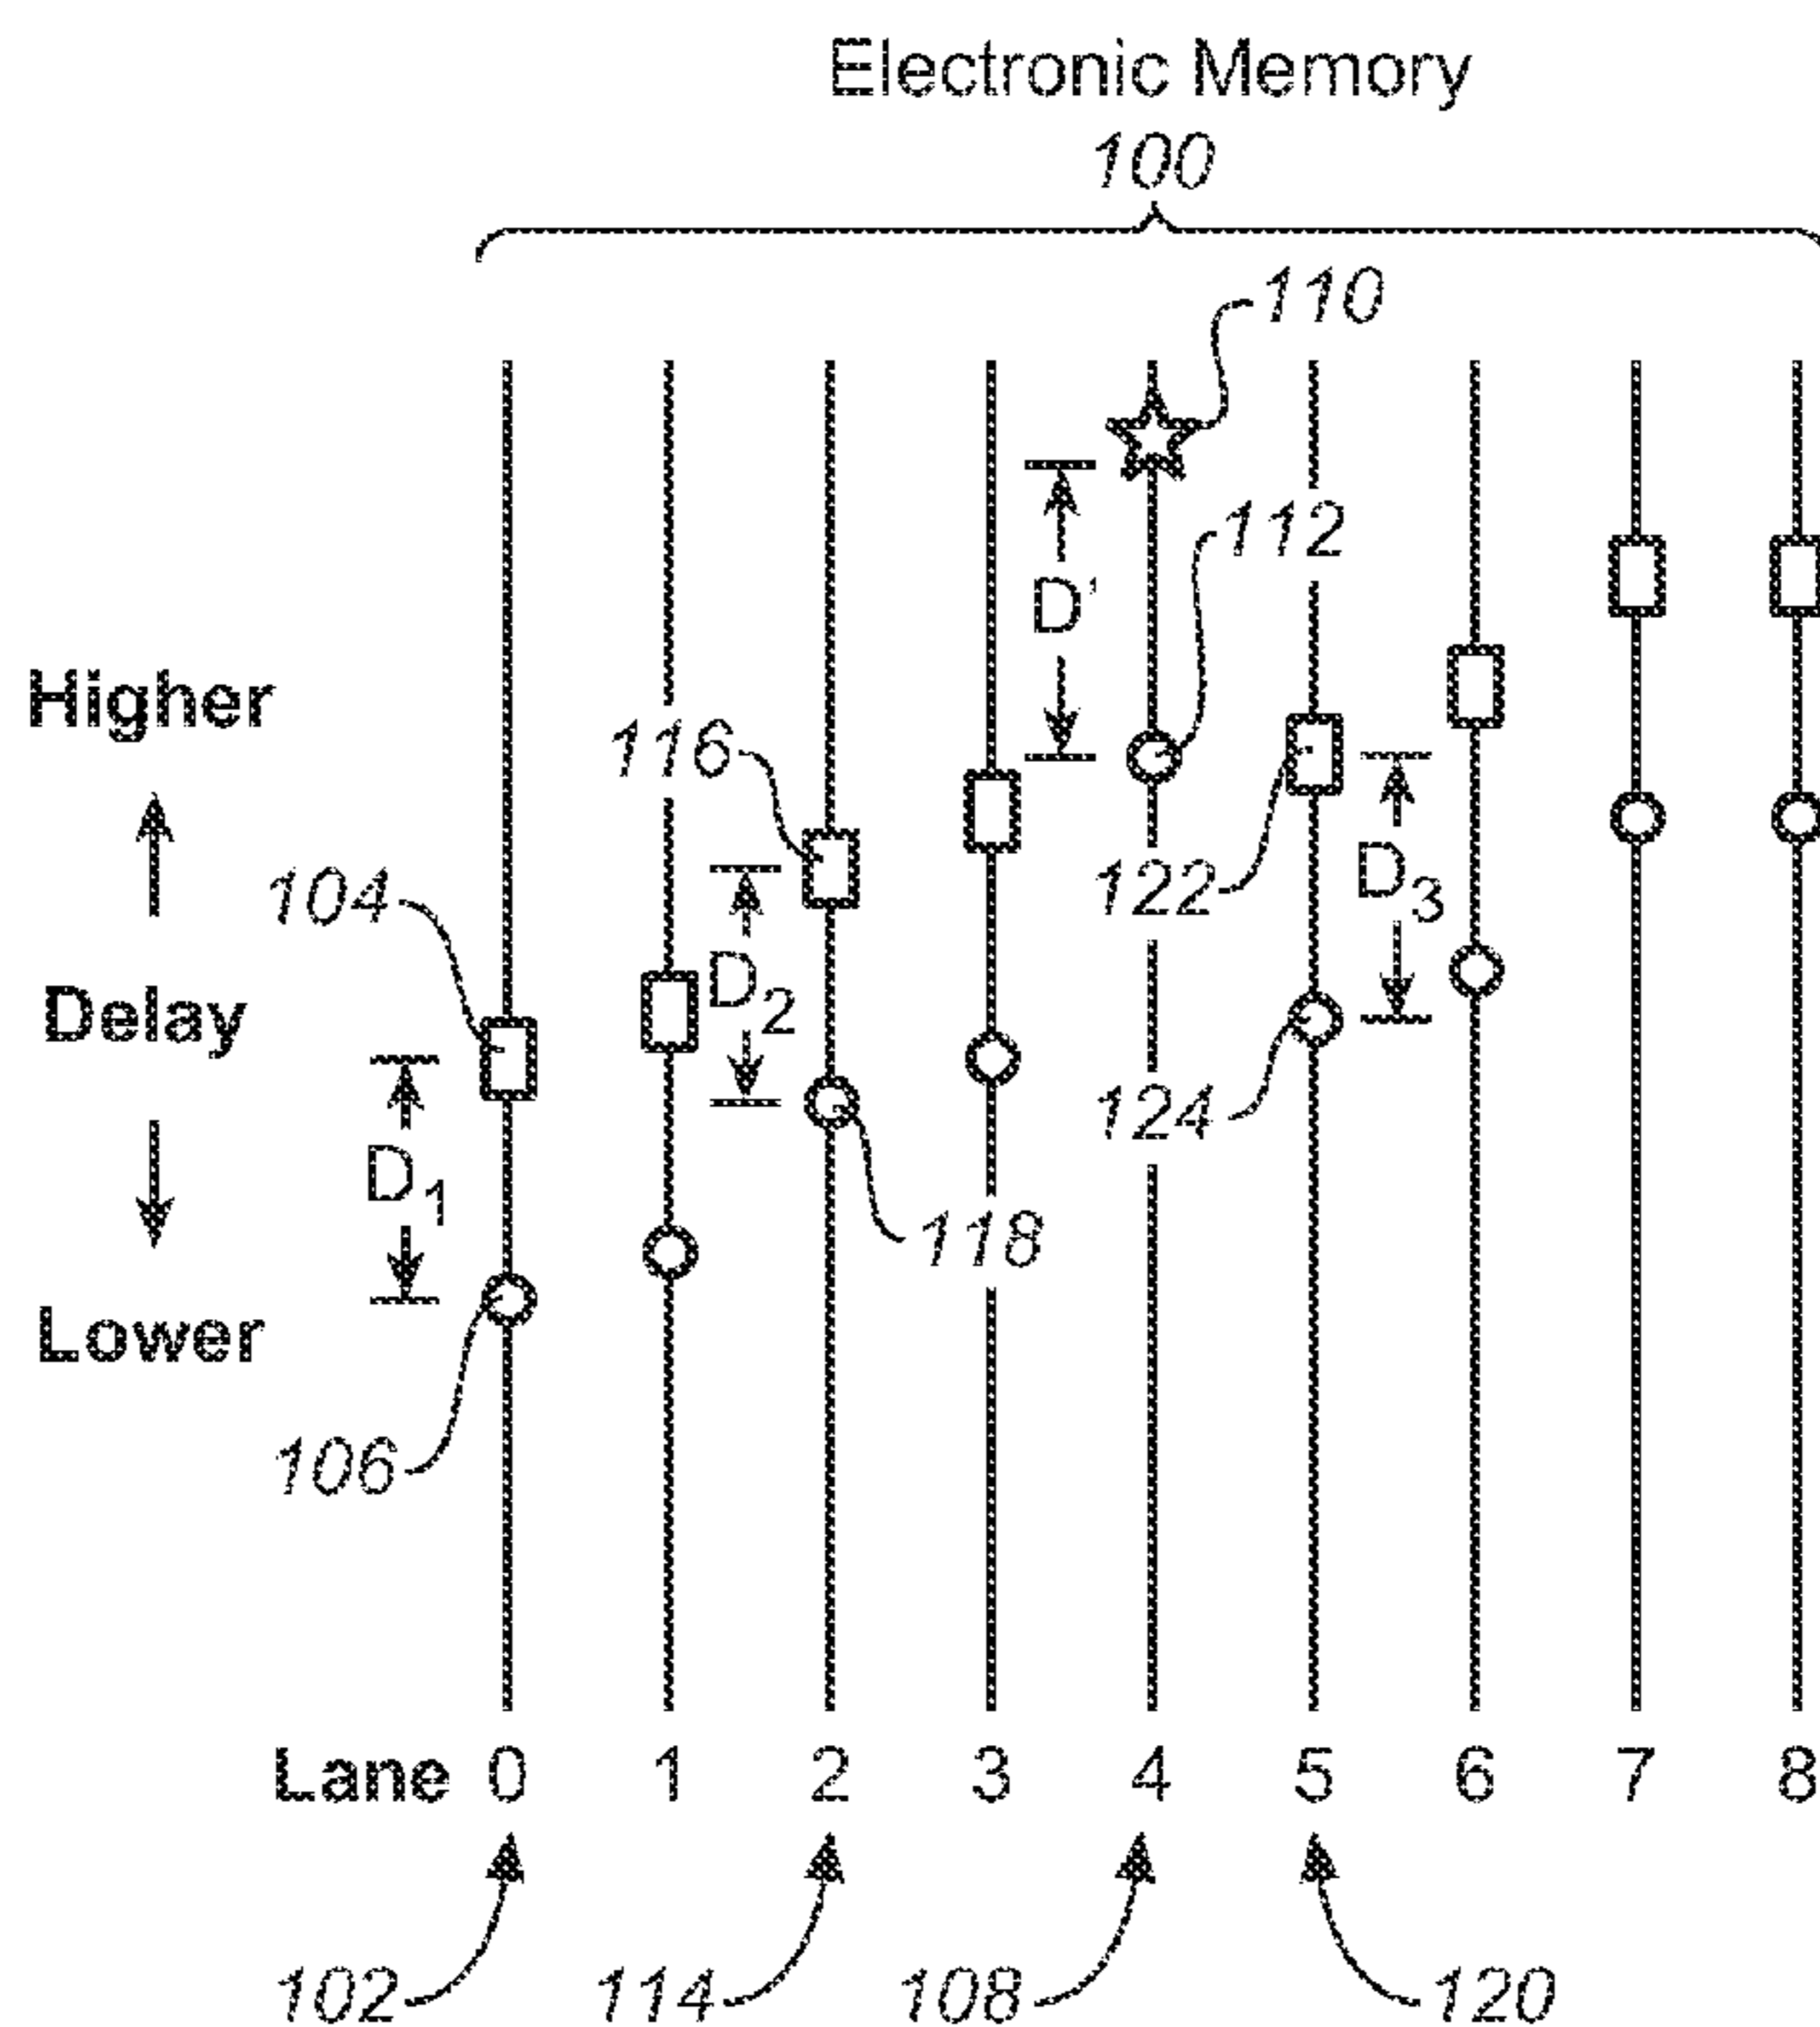 Electronic Memory
100
110
112
D'
Higher
116
104
122
D3
Delay
D2
124
D1
118
Lower
106
Lane 0 1 2 3 4 5 6 7 8
102 114 108 120